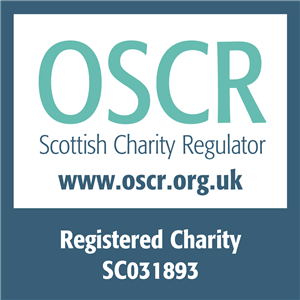 OSCR
Scottish Charity Regulator
www.oscr.org.uk
Registered Charity
SC031893